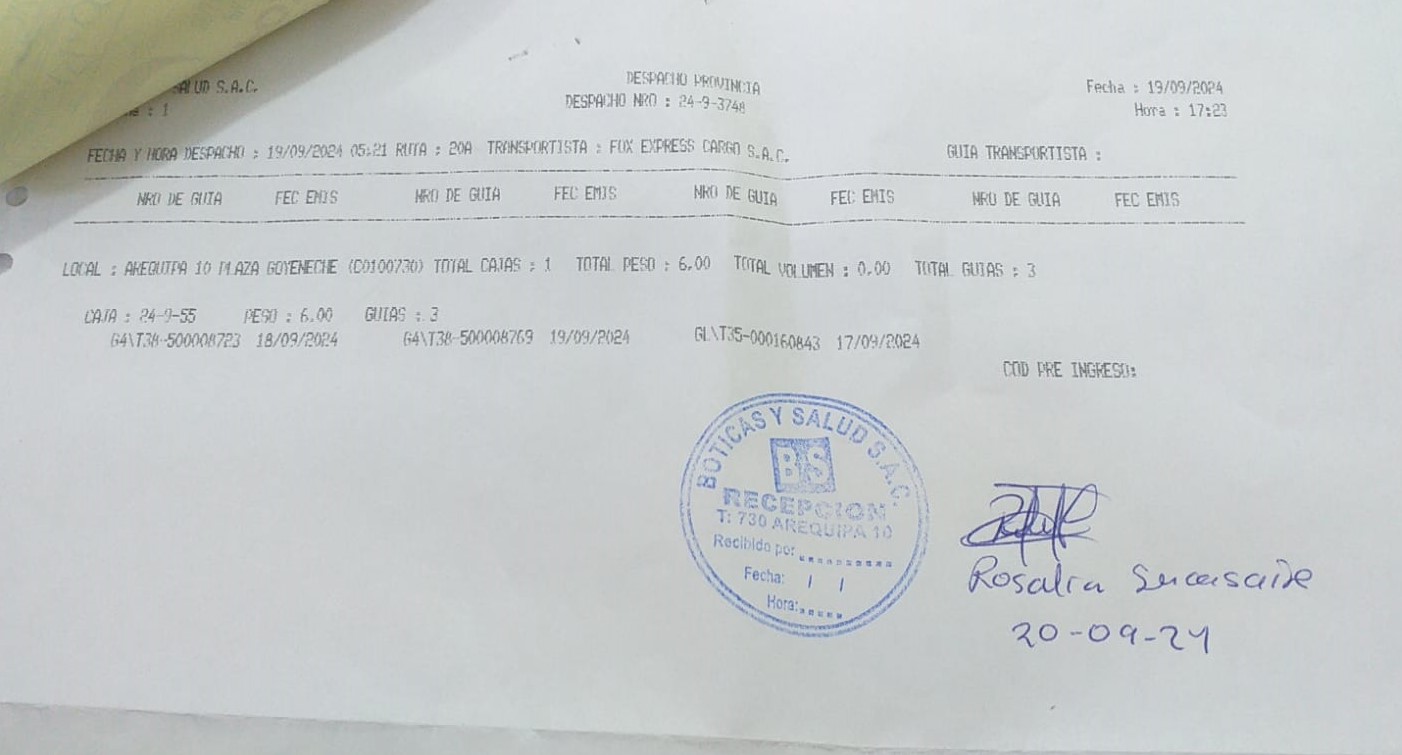 SALUD S.A.C.
DESPACHO PROVINCIA
Fecha : 19/09/2024
: 1
DESPACHO NRO : 24-9-3748
Hora : 17:23
FECHA Y HORA DESPACHO : 19/09/2024 05:21 RUTA : 20A TRANSPORTISTA : FOX EXPRESS CARGO S.A.C. GUIA TRANSPORTISTA :
NRO DE GUIA FEC EMIS NRO DE GUIA FEC EMIS NRO DE GUIA FEC EMIS NRO DE GUIA FEC EMIS
LOCAL : AREQUIPA 10 PLAZA GOYENECHE (C0100730) TOTAL CAJAS : 1 TOTAL PESO : 6.00 TOTAL VOLUMEN : 0.00 TOTAL GUIAS : 3
CAJA : 24-9-55 PESO : 6.00 GUIAS : 3
G4\T38-500008723 18/09/2024 G4\T38-500008769 19/09/2024 GL\T35-000160843 17/09/2024
COD PRE INGRESO:
BOTICAS Y SALUD S.A.C.
BS
RECEPCION
T: 730 AREQUIPA 10
Recibido por:
Fecha: / /
Hora:
Rosalia
20-09-24